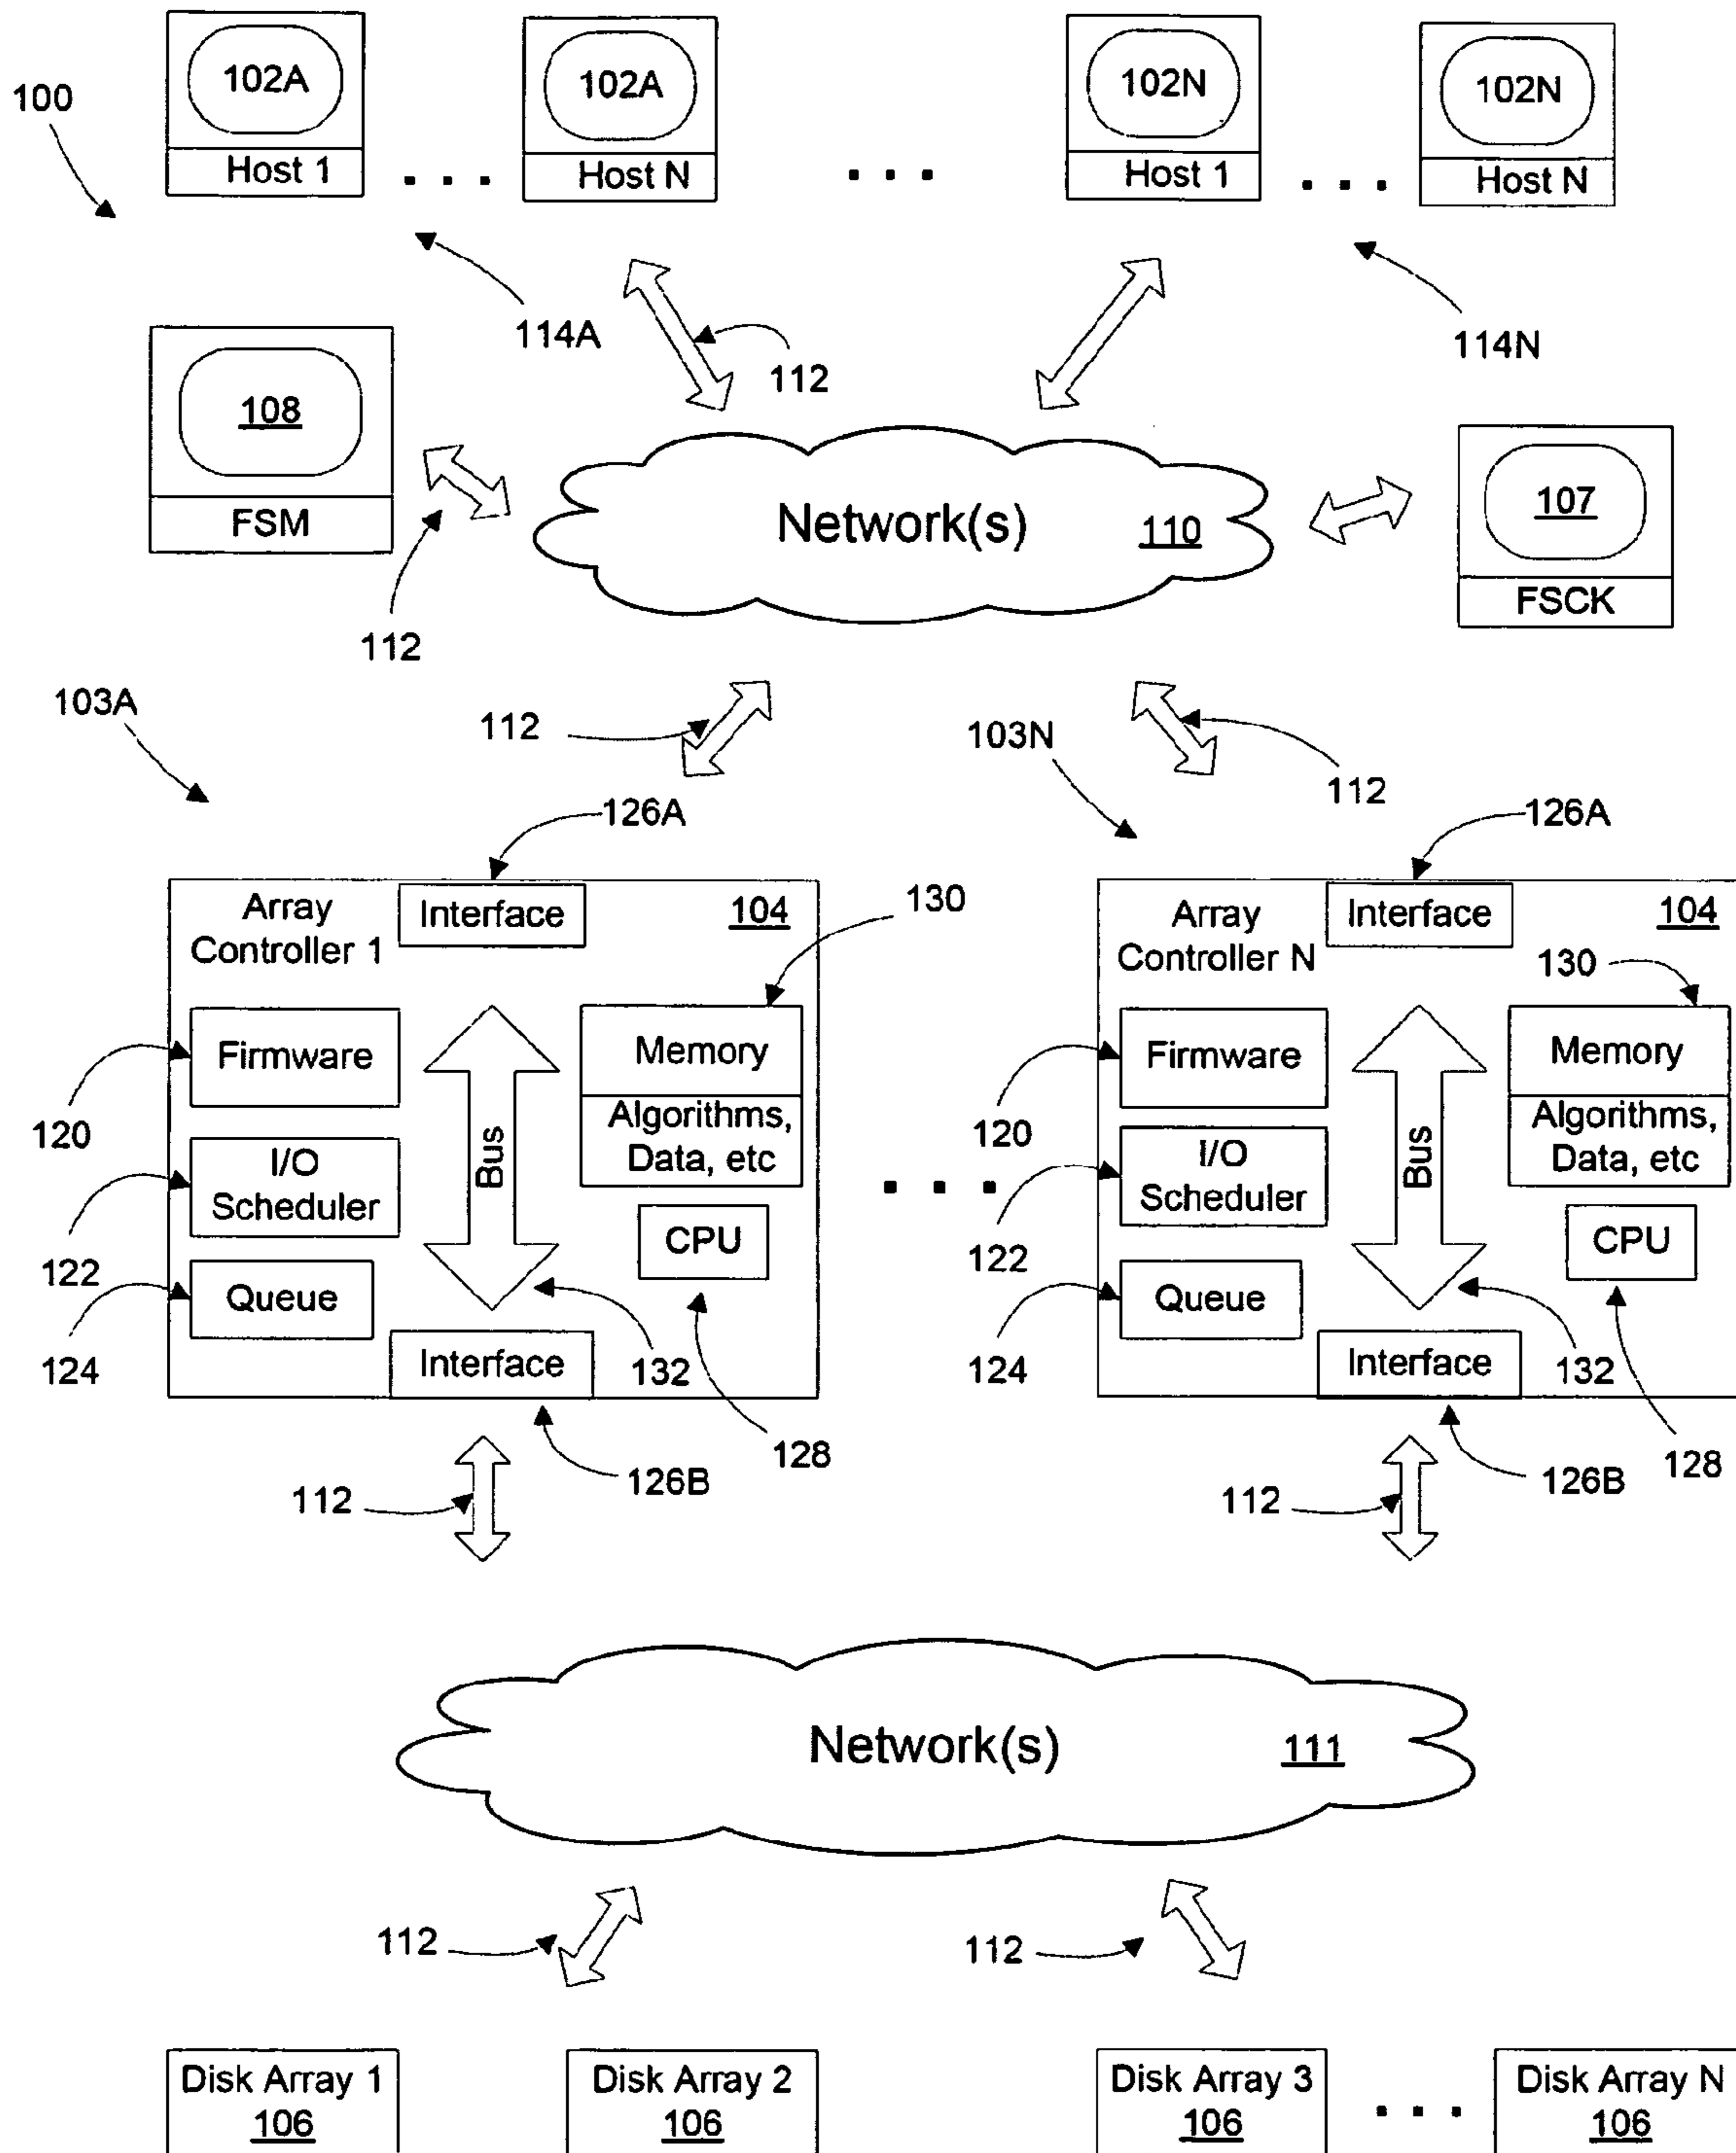 102A
102A
102N
102N
100
Host 1
. . .
Host N
. . .
Host 1
. . .
Host N
114A
112
114N
108
FSM
Network(s)
110
107
FSCK
112
103A
112
103N
112
126A
126A
Array
Controller 1
Interface
104
130
Array
Controller N
Interface
104
130
Firmware
Memory
Firmware
Memory
120
Algorithms,
Data, etc
120
Algorithms,
Data, etc
I/O
Scheduler
Bus
. . .
I/O
Scheduler
Bus
122
CPU
122
CPU
Queue
Queue
124
Interface
132
124
Interface
132
112
126B
128
112
126B
128
Network(s)
111
112
112
Disk Array 1
106
Disk Array 2
106
Disk Array 3
106
. . .
Disk Array N
106